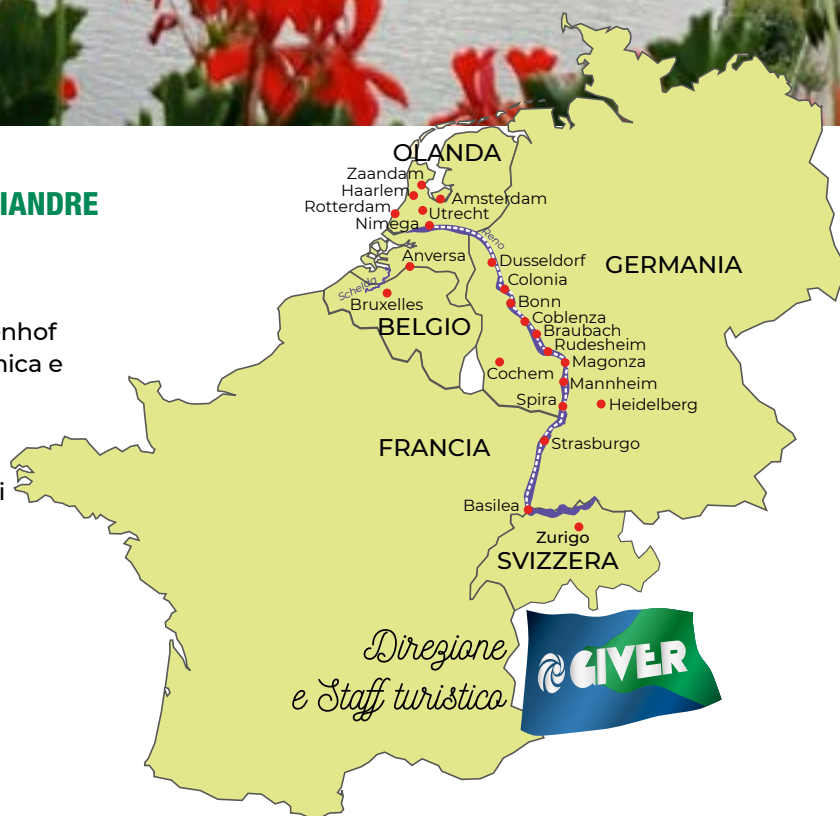 IANDRE
nhof
nica e
i
OLANDA
Zaandam
Haarlem
Amsterdam
Rotterdam
Utrecht
Nimega
Reno
Anversa
Dusseldorf
GERMANIA
Colonia
Schelda
Bruxelles
Bonn
Coblenza
BELGIO
Braubach
Rudesheim
Magonza
Cochem
Mannheim
Spira
Heidelberg
FRANCIA
Strasburgo
Basilea
Zurigo
SVIZZERA
Direzione
e Staff turistico
GIVER